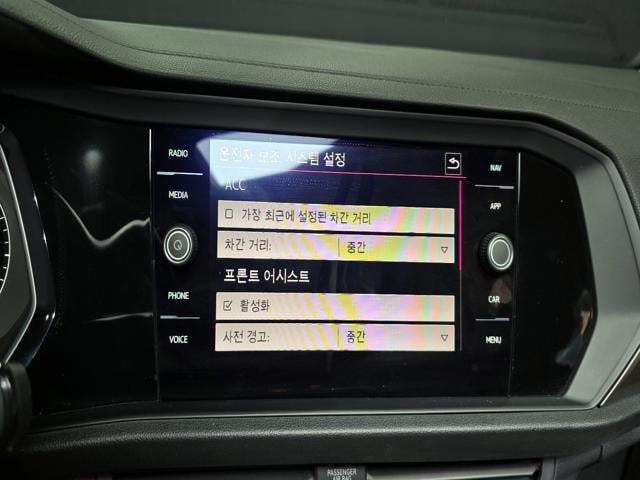 RADIO
MEDIA
PHONE
VOICE
운전자 보조 시스템 설정
ACC
가장 최근에 설정된 차간 거리
차간 거리: 중간
프론트 어시스트
활성화
사전 경고: 중간
NAV
APP
CAR
MENU
PASSENGER
AIR BAG